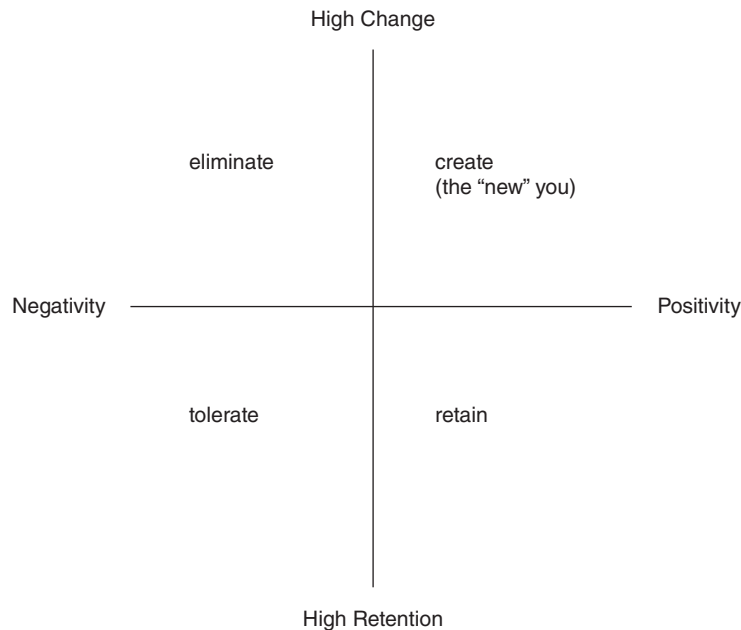 High Change
eliminate
create
(the “new” you)
Negativity
Positivity
tolerate
retain
High Retention